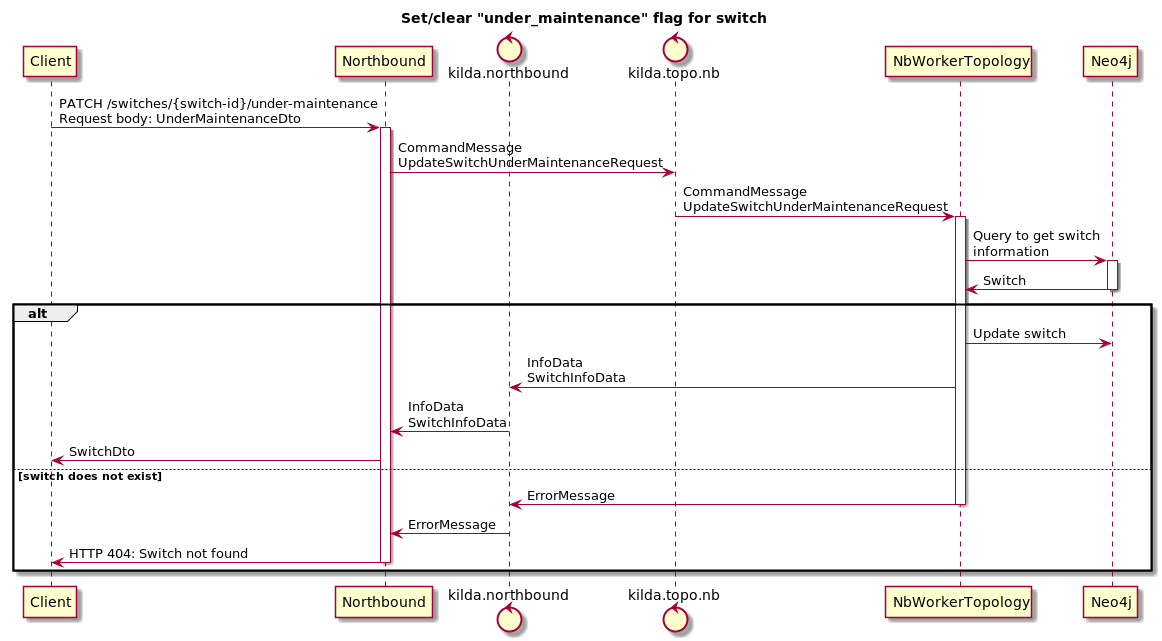 Set/clear "under_maintenance" flag for switch
Client
Northbound
kilda.northbound
kilda.topo.nb
NbWorkerTopology
Neo4j
PATCH /switches/{switch-id}/under-maintenance
Request body: UnderMaintenanceDto
CommandMessage
UpdateSwitchUnderMaintenanceRequest
CommandMessage
UpdateSwitchUnderMaintenanceRequest
Query to get switch
information
Switch
alt
Update switch
InfoData
SwitchInfoData
InfoData
SwitchInfoData
SwitchDto
[switch does not exist]
ErrorMessage
ErrorMessage
HTTP 404: Switch not found
Client
Northbound
kilda.northbound
kilda.topo.nb
NbWorkerTopology
Neo4j